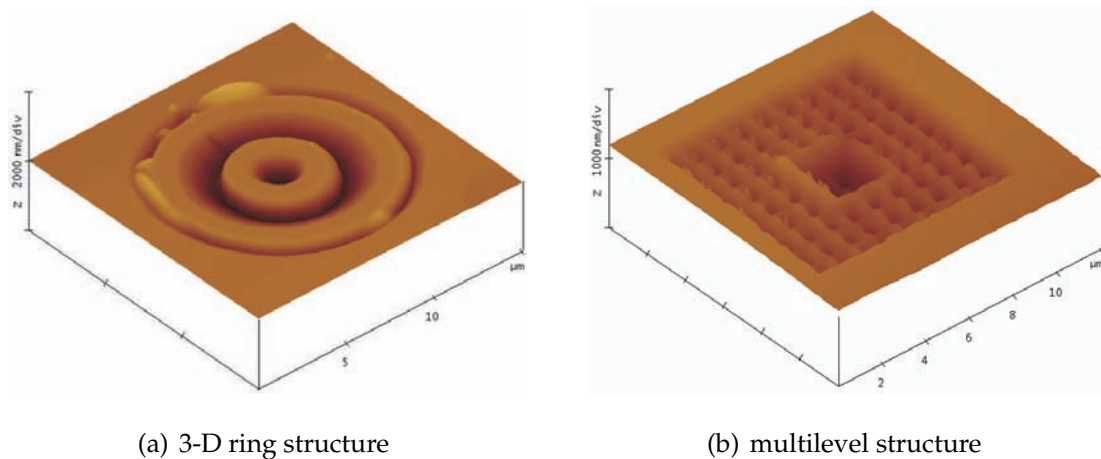 Z 2000 nm/div
5
10
μm
Z 1000 nm/div
2
4
6
8
10
μm
(a) 3-D ring structure
(b) multilevel structure